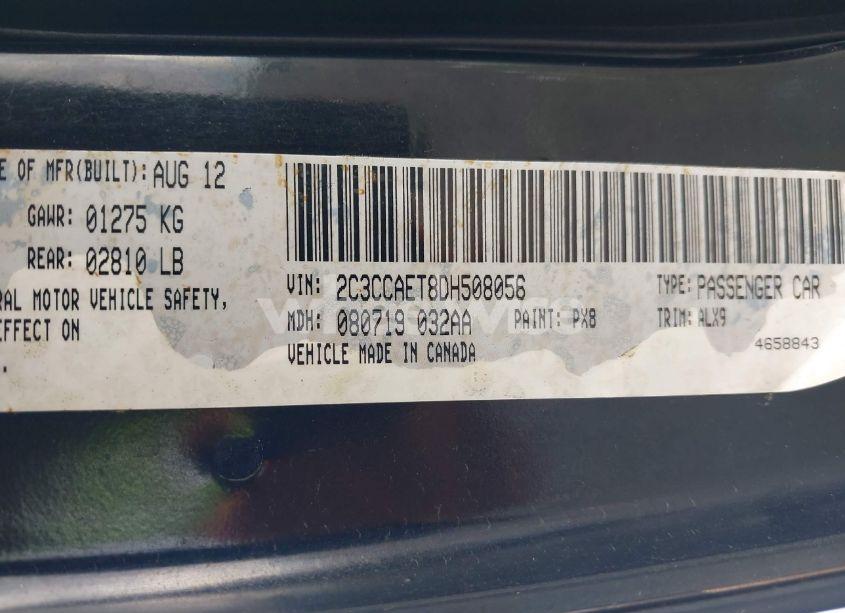 E OF MFR(BUILT): AUG 12
GAWR: 01275 KG
REAR: 02810 LB
RAL MOTOR VEHICLE SAFETY,
EFFECT ON
VIN: 2C3CCAET8DH508056
TYPE: PASSENGER CAR
MDH: 080719 032AA
PAINT: PX8
TRIM: ALX9
VEHICLE MADE IN CANADA
4658843